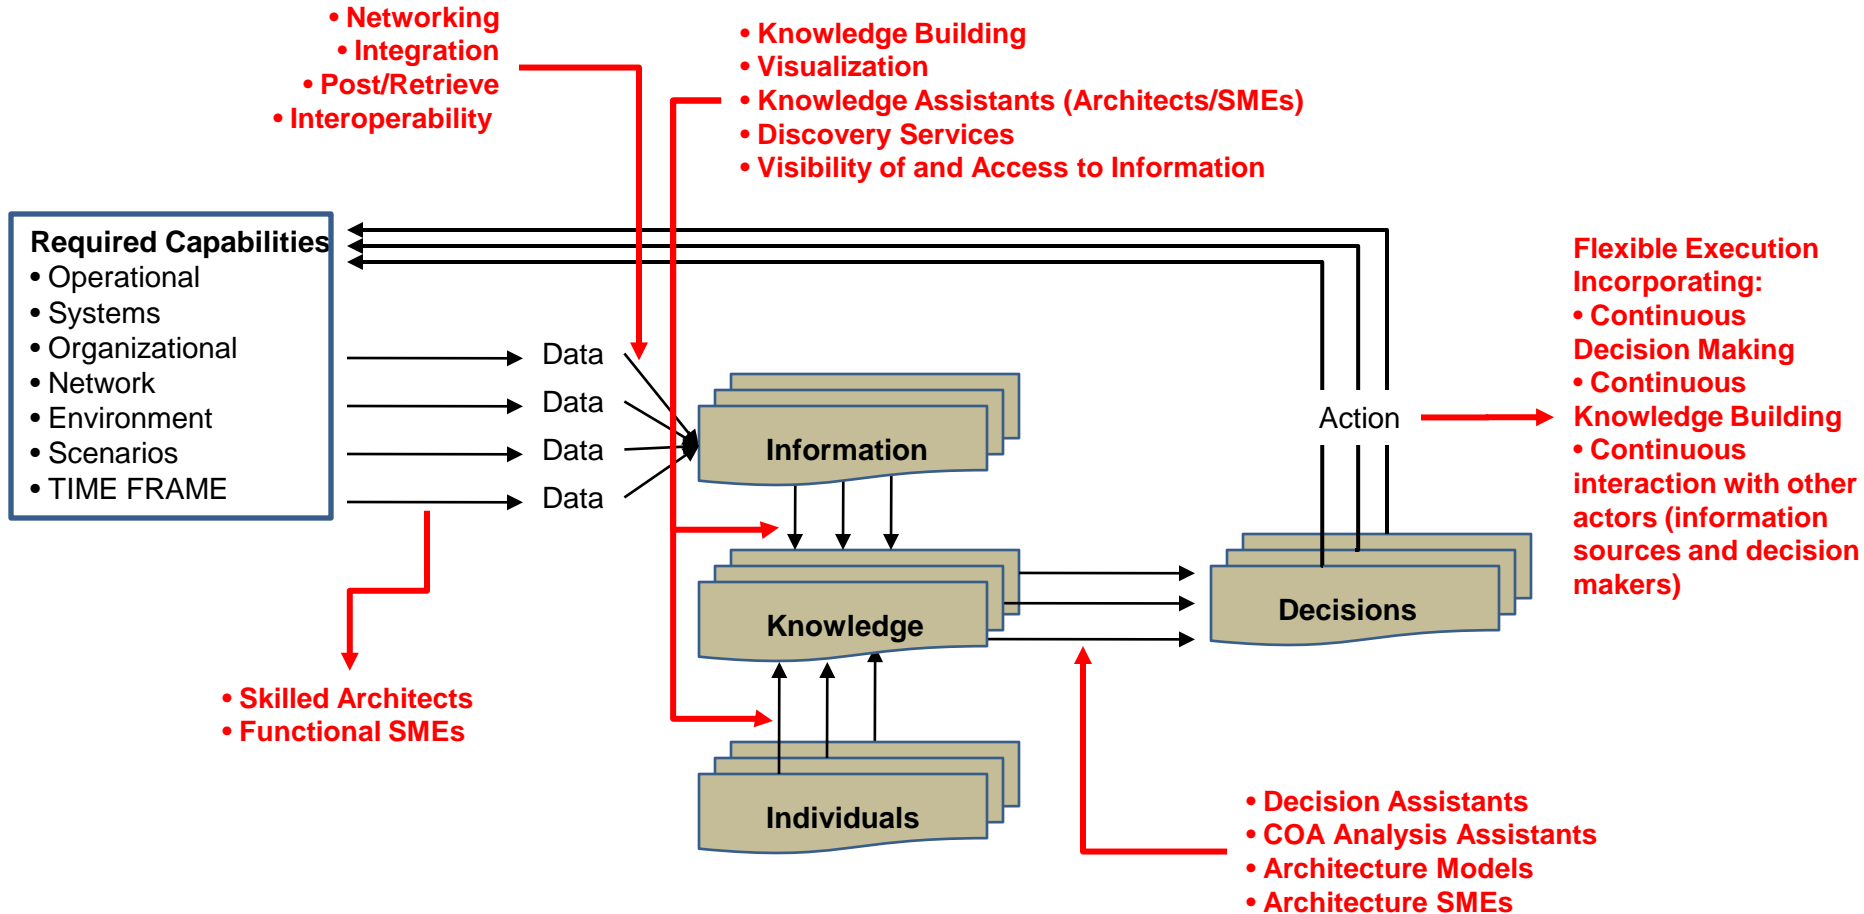 • Networking
• Integration
• Post/Retrieve
• Interoperability
• Knowledge Building
• Visualization
• Knowledge Assistants (Architects/SMEs)
• Discovery Services
• Visibility of and Access to Information
Required Capabilities
• Operational
• Systems
• Organizational
• Network
• Environment
• Scenarios
• TIME FRAME
Data
Data
Data
Data
Information
Knowledge
Individuals
Decisions
Action
Flexible Execution
Incorporating:
• Continuous
Decision Making
• Continuous
Knowledge Building
• Continuous
interaction with other
actors (information
sources and decision
makers)
• Skilled Architects
• Functional SMEs
• Decision Assistants
• COA Analysis Assistants
• Architecture Models
• Architecture SMEs